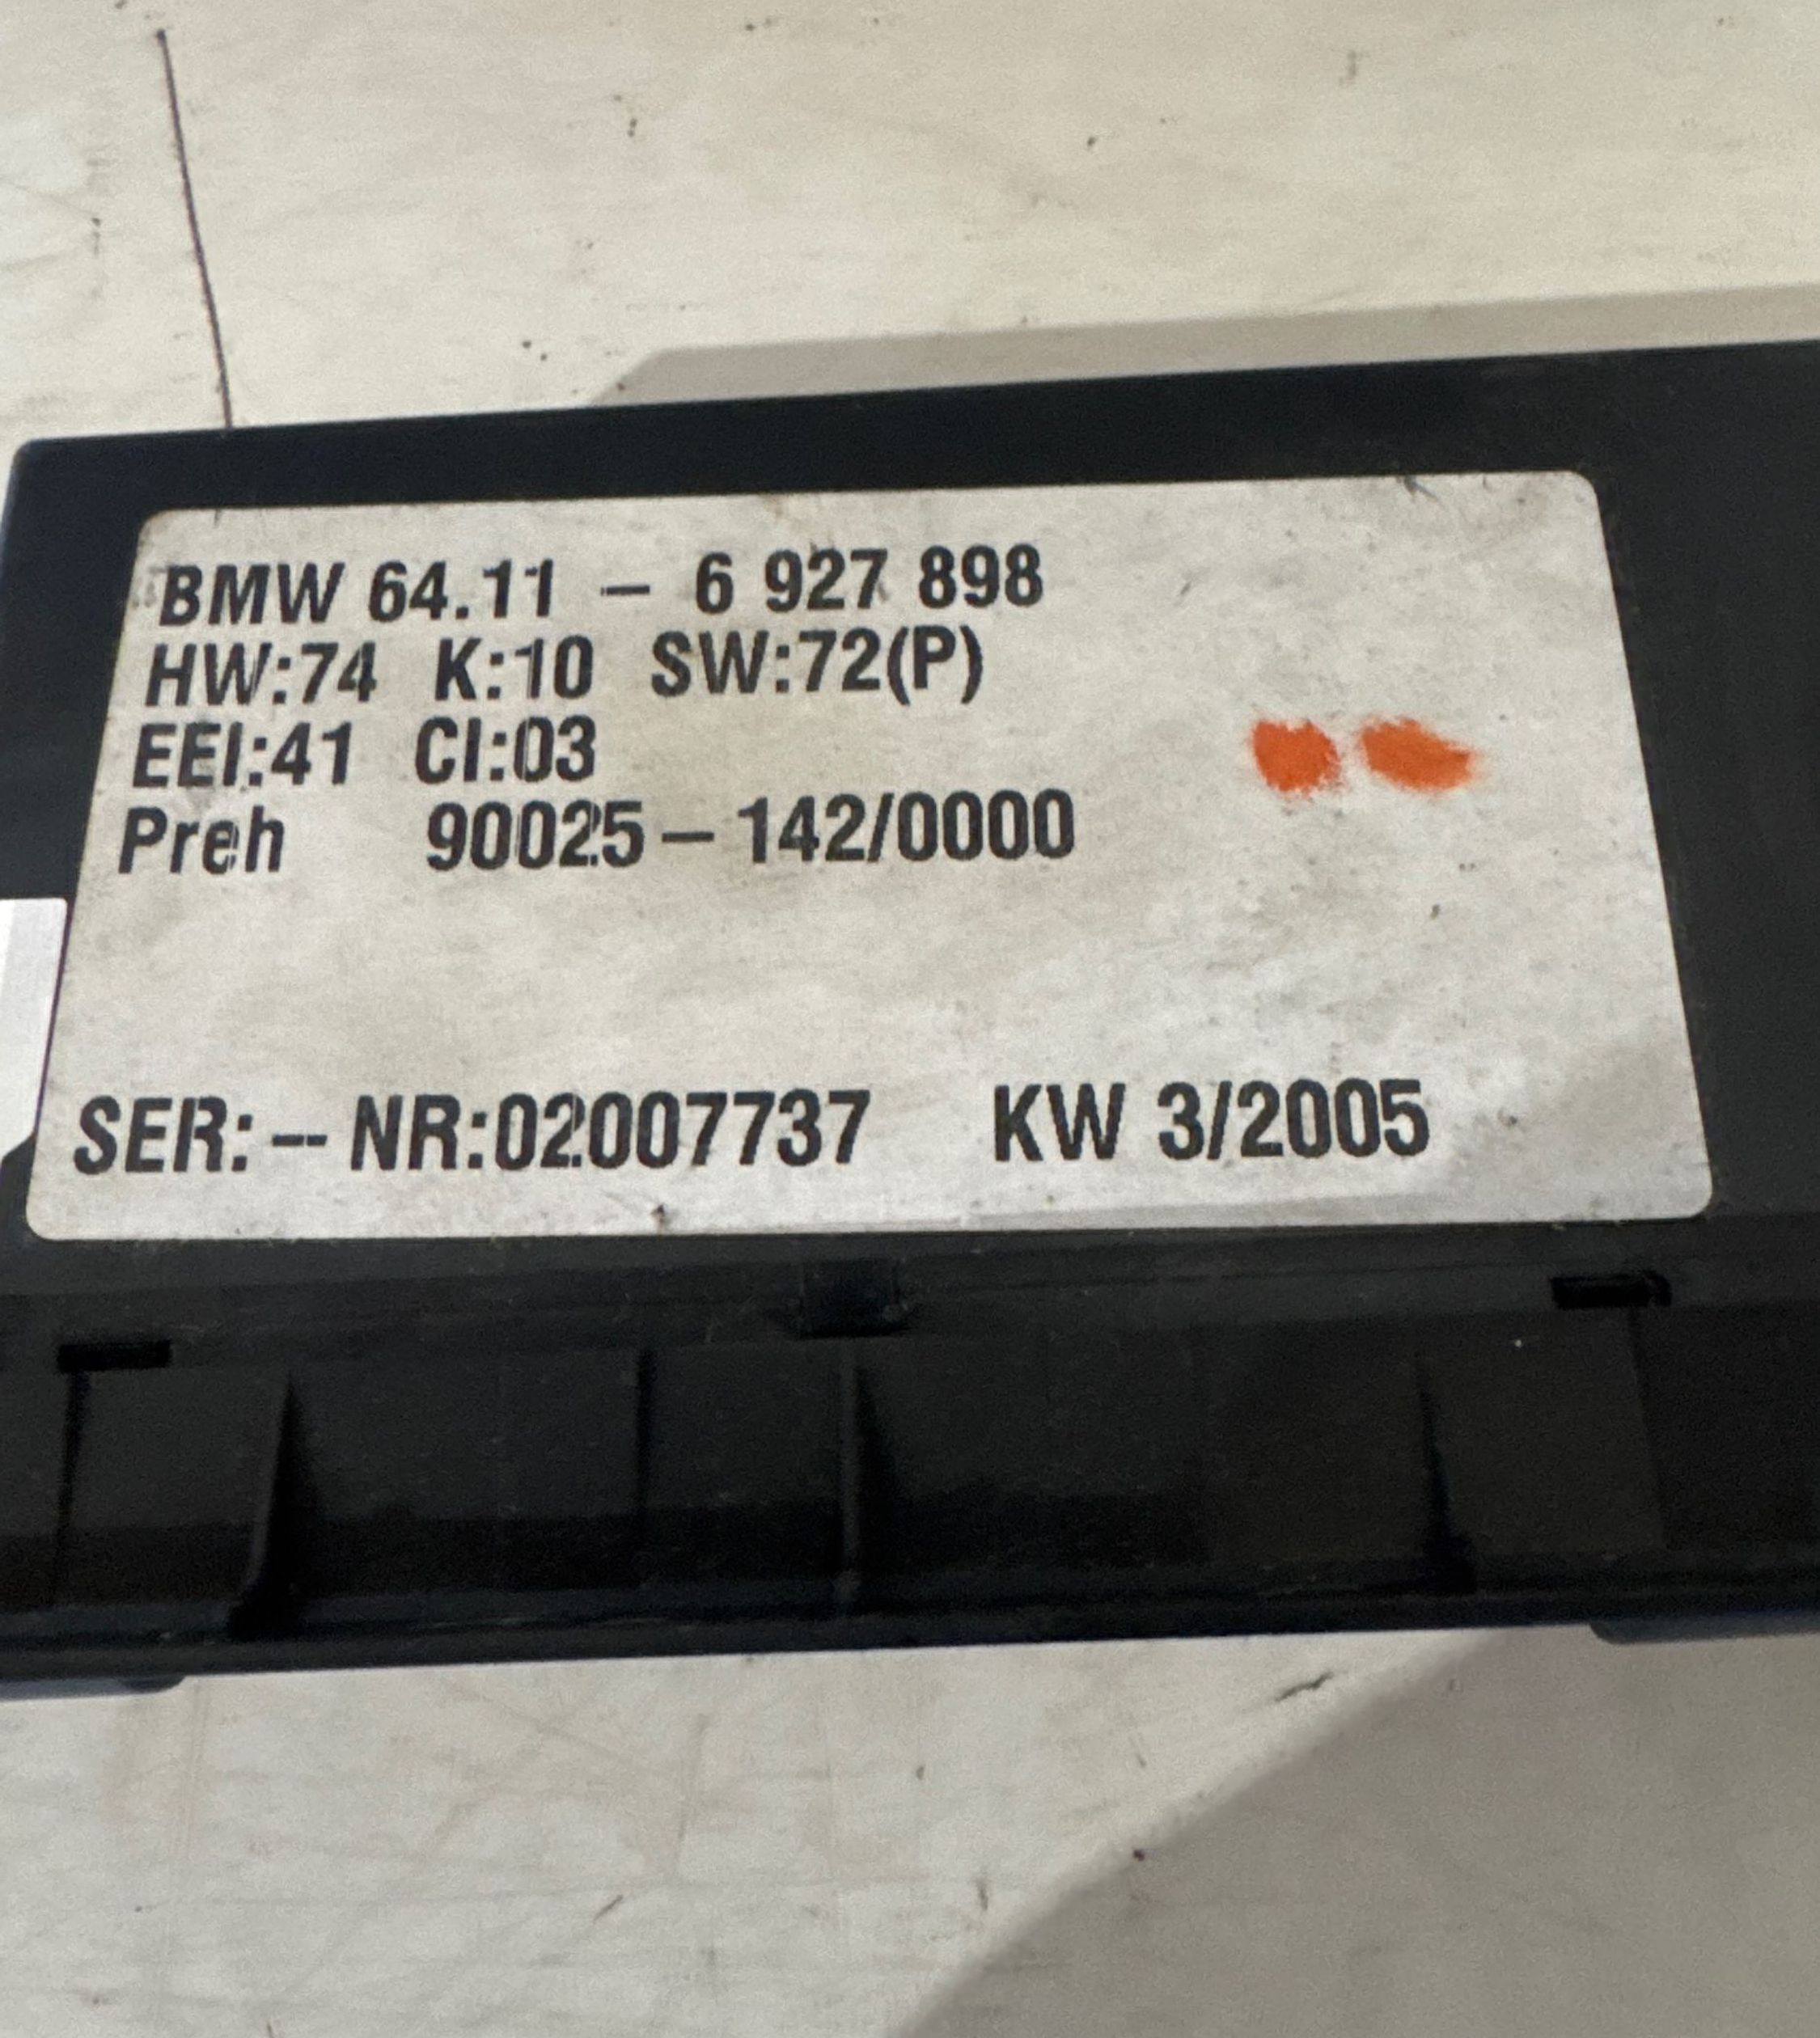 BMW 64.11 – 6 927 898
HW:74 K:10 SW:72(P)
EEI:41 CI:03
Preh 90025 – 142/0000
SER: -- NR:02007737 KW 3/2005